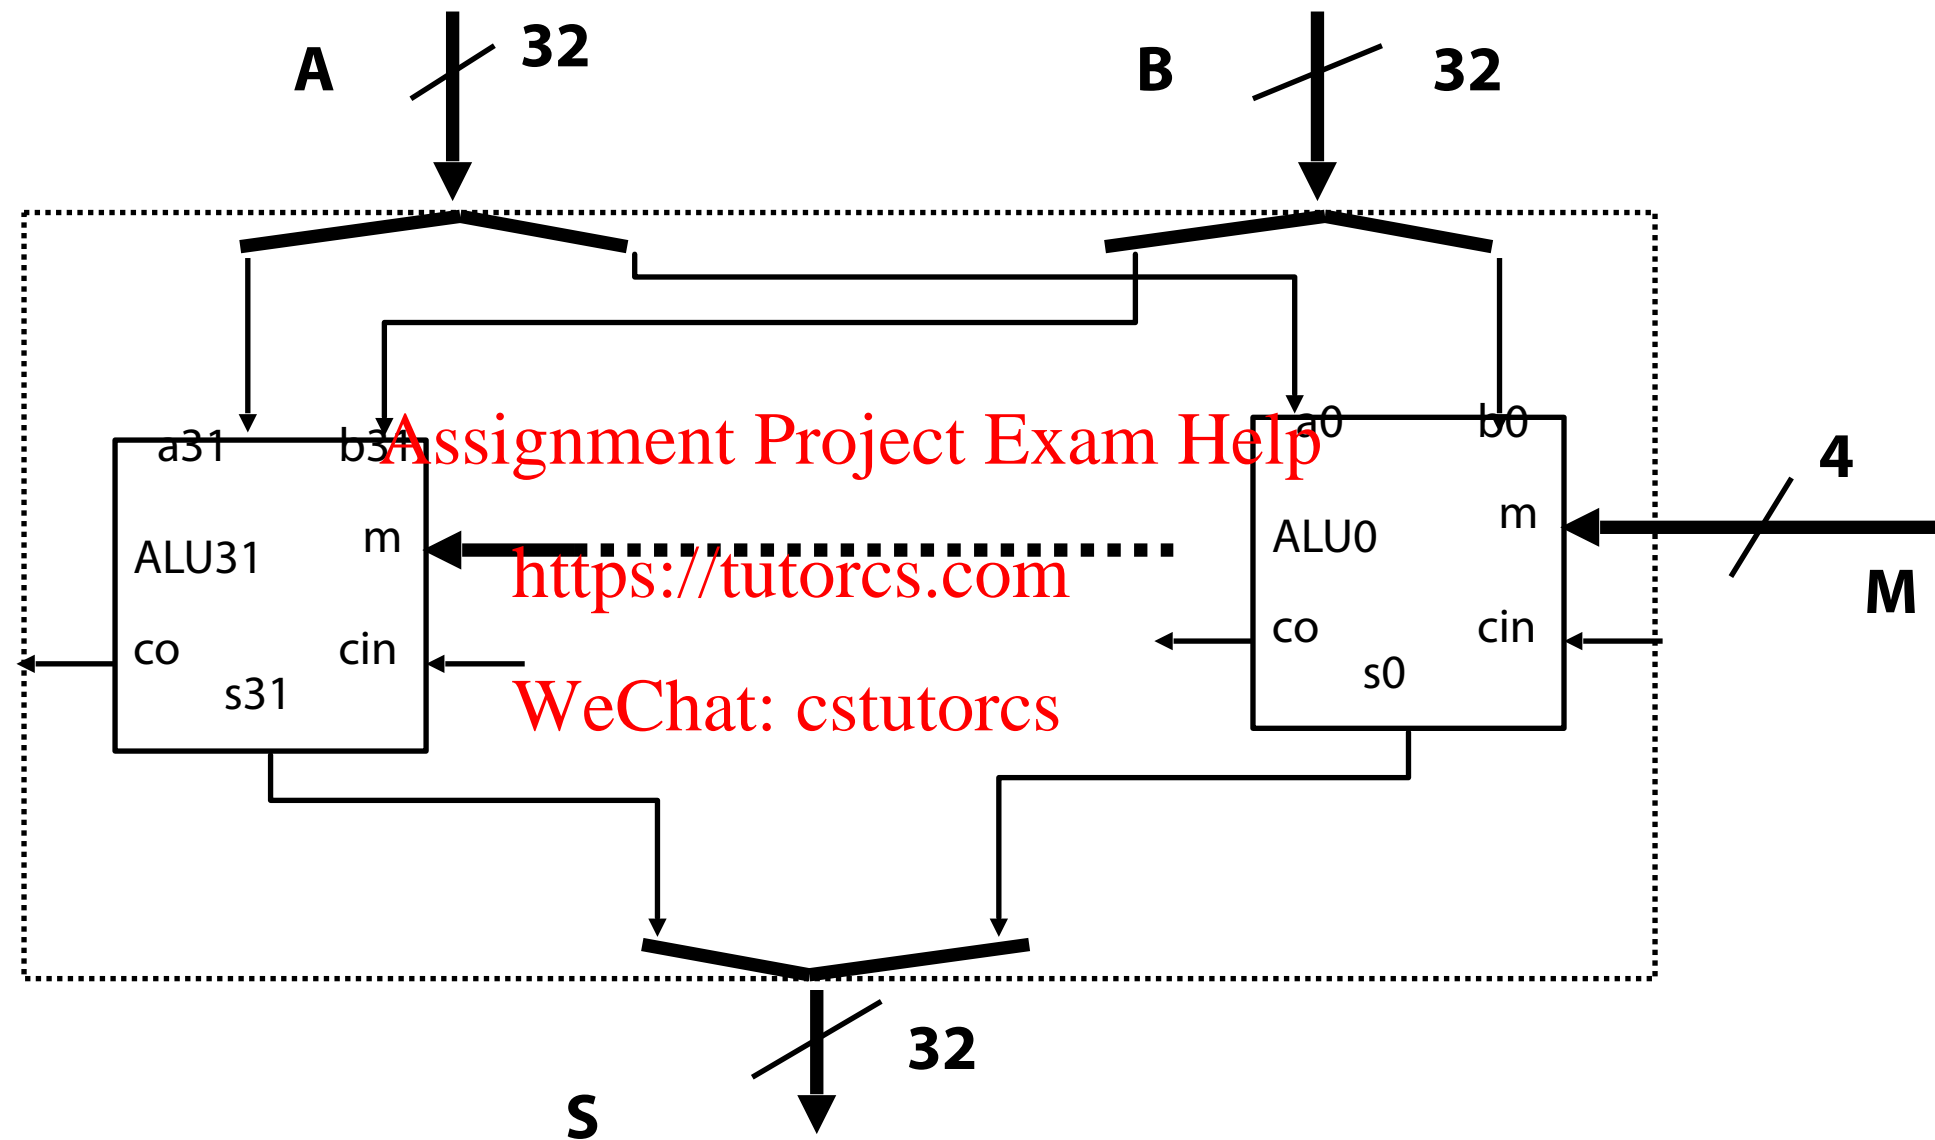 A 32 B 32
a31 b31 a0 b0
Assignment Project Exam Help
4
ALU31 m ALU0 m
https://tutorcs.com
M
co cin co cin
s31 s0
WeChat: cstutorcs
32
S